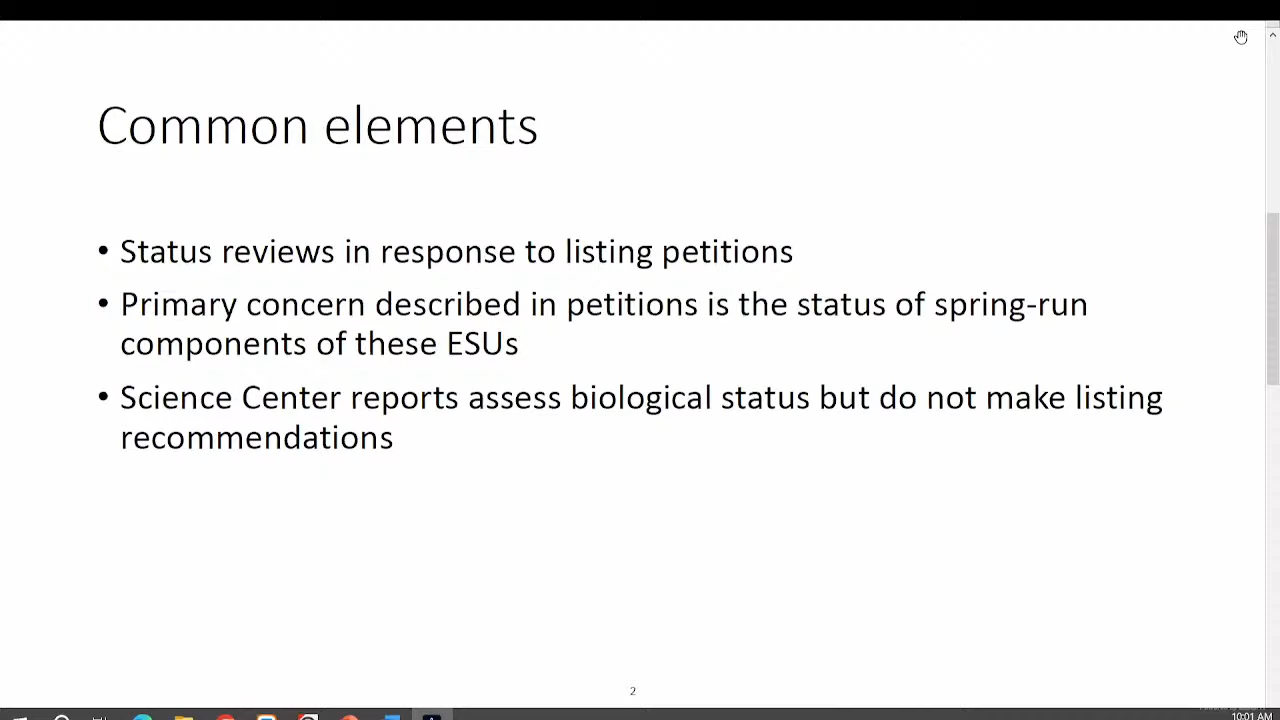 Common elements
• Status reviews in response to listing petitions
• Primary concern described in petitions is the status of spring-run
components of these ESUs
• Science Center reports assess biological status but do not make listing
recommendations
2
10:01 AM